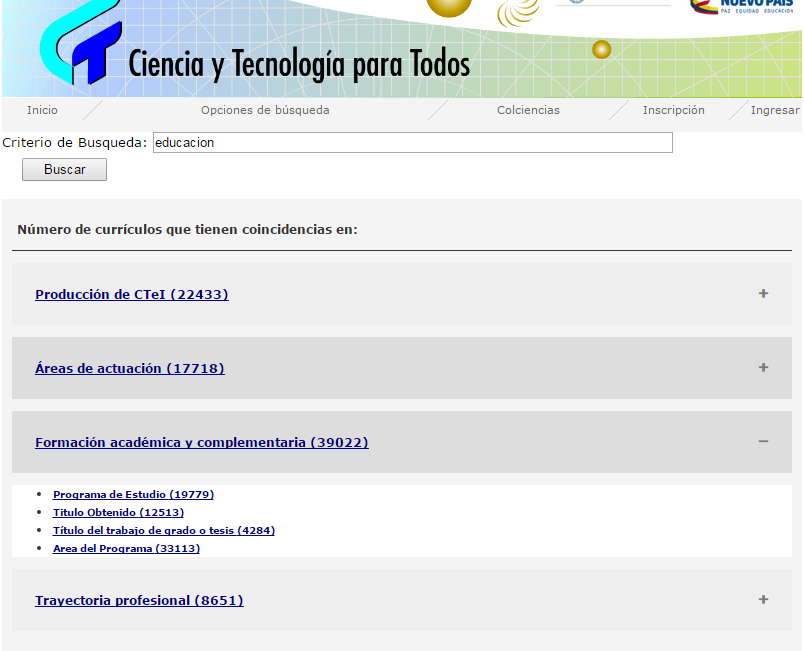 NUEVO PAÍS
PAZ EQUIDAD EDUCACIÓN
Ciencia y Tecnología para Todos
Inicio Opciones de búsqueda Colciencias Inscripción Ingresar
Criterio de Busqueda: educacion
Buscar
Número de currículos que tienen coincidencias en:
Producción de CTeI (22433) +
Áreas de actuación (17718) +
Formación académica y complementaria (39022) −
• Programa de Estudio (19779)
• Titulo Obtenido (12513)
• Título del trabajo de grado o tesis (4284)
• Area del Programa (33113)
Trayectoria profesional (8651) +